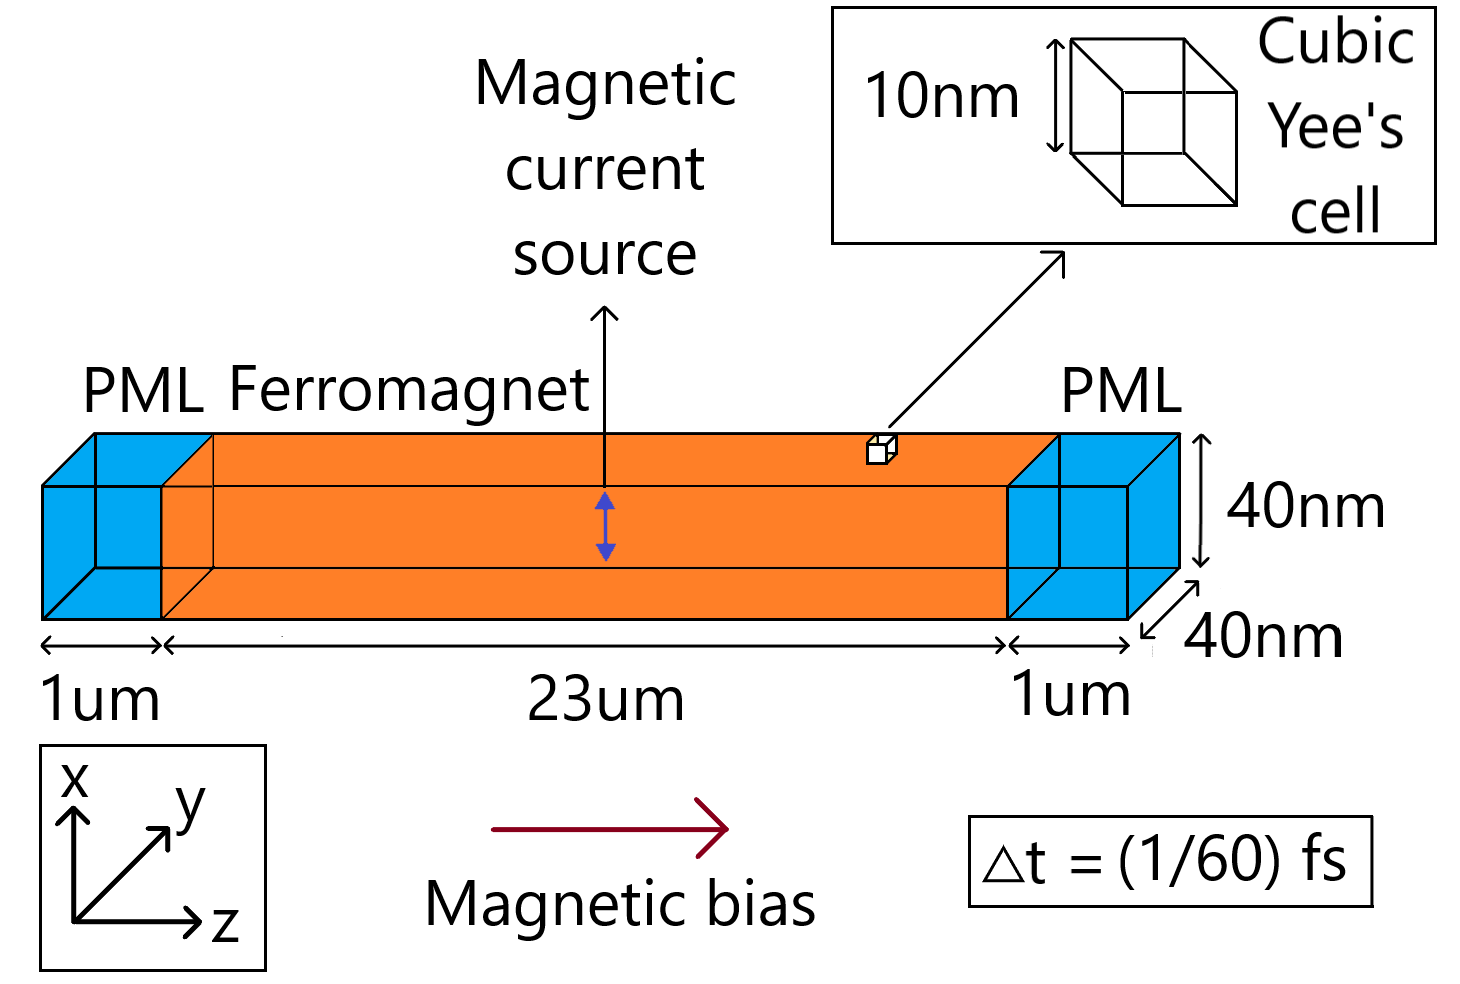 Magnetic
current
source
10nm
Cubic
Yee's
cell
PML
Ferromagnet
PML
40nm
40nm
1um
23um
1um
x
y
z
Magnetic bias
△t = (1/60) fs